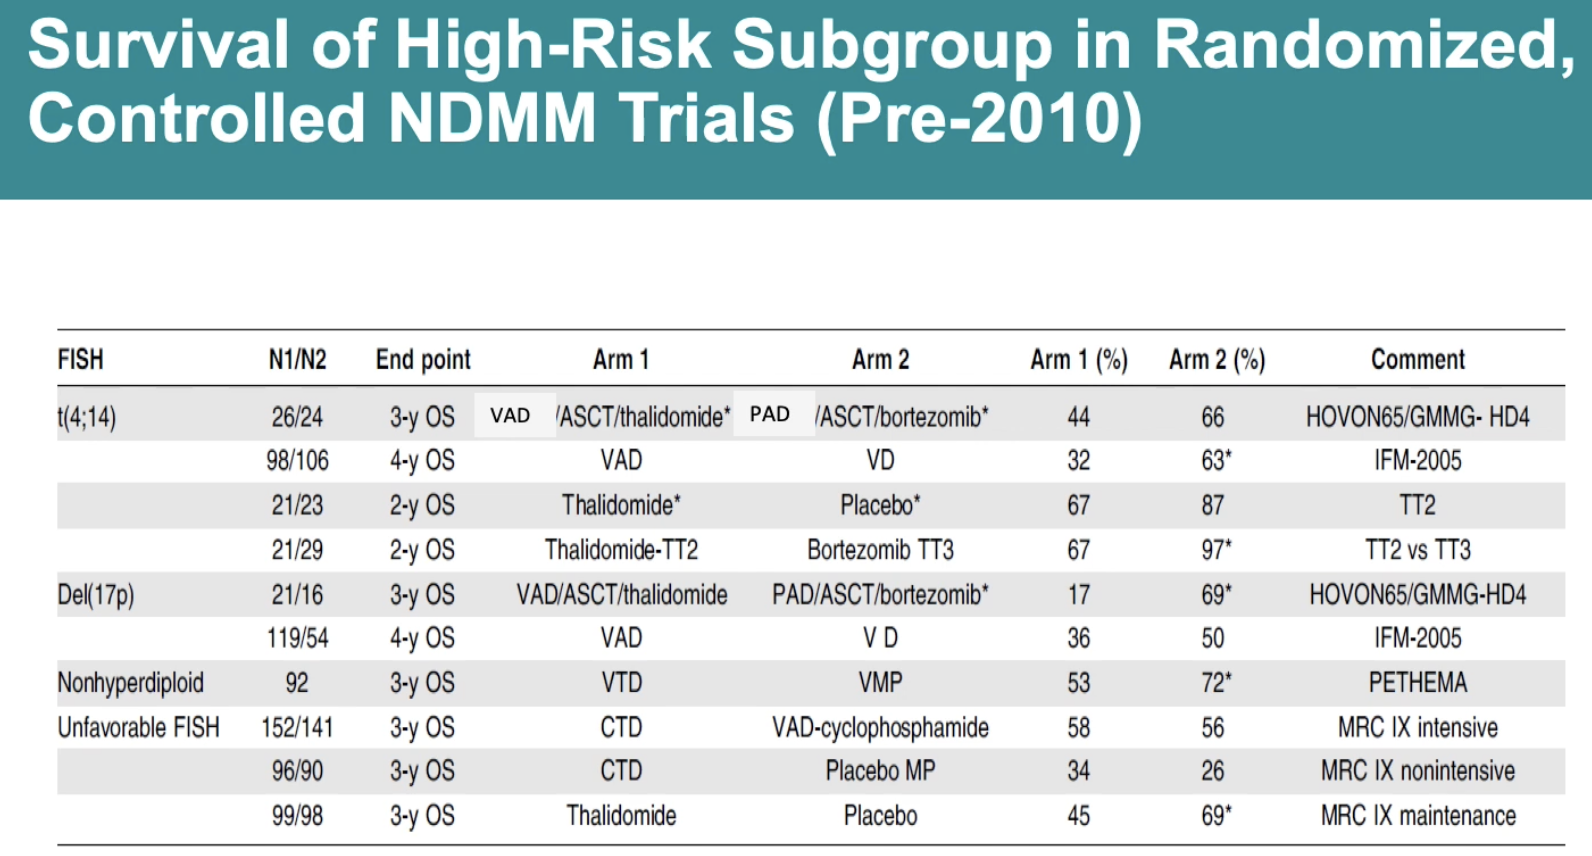 Survival of High-Risk Subgroup in Randomized,
Controlled NDMM Trials (Pre-2010)
FISH N1/N2 End point Arm 1 Arm 2 Arm 1 (%) Arm 2 (%) Comment
t(4;14) 26/24 3-y OS VAD /ASCT/thalidomide* PAD /ASCT/bortezomib* 44 66 HOVON65/GMMG- HD4
98/106 4-y OS VAD VD 32 63* IFM-2005
21/23 2-y OS Thalidomide* Placebo* 67 87 TT2
21/29 2-y OS Thalidomide-TT2 Bortezomib TT3 67 97* TT2 vs TT3
Del(17p) 21/16 3-y OS VAD/ASCT/thalidomide PAD/ASCT/bortezomib* 17 69* HOVON65/GMMG-HD4
119/54 4-y OS VAD V D 36 50 IFM-2005
Nonhyperdiploid 92 3-y OS VTD VMP 53 72* PETHEMA
Unfavorable FISH 152/141 3-y OS CTD VAD-cyclophosphamide 58 56 MRC IX intensive
96/90 3-y OS CTD Placebo MP 34 26 MRC IX nonintensive
99/98 3-y OS Thalidomide Placebo 45 69* MRC IX maintenance